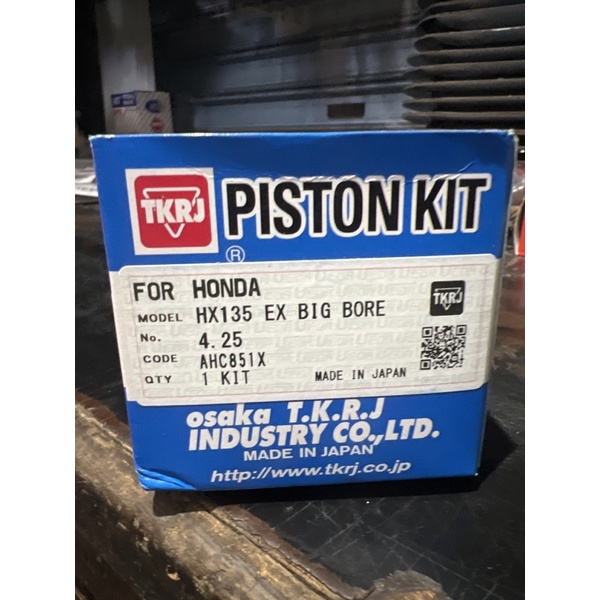 TKRJ
PISTON KIT
®
FOR HONDA
MODEL HX135 EX BIG BORE
TKRJ
No. 4.25
CODE AHC851X
QTY 1 KIT MADE IN JAPAN
osaka T.K.R.J
INDUSTRY CO.,LTD.
MADE IN JAPAN
http://www.tkrj.co.jp